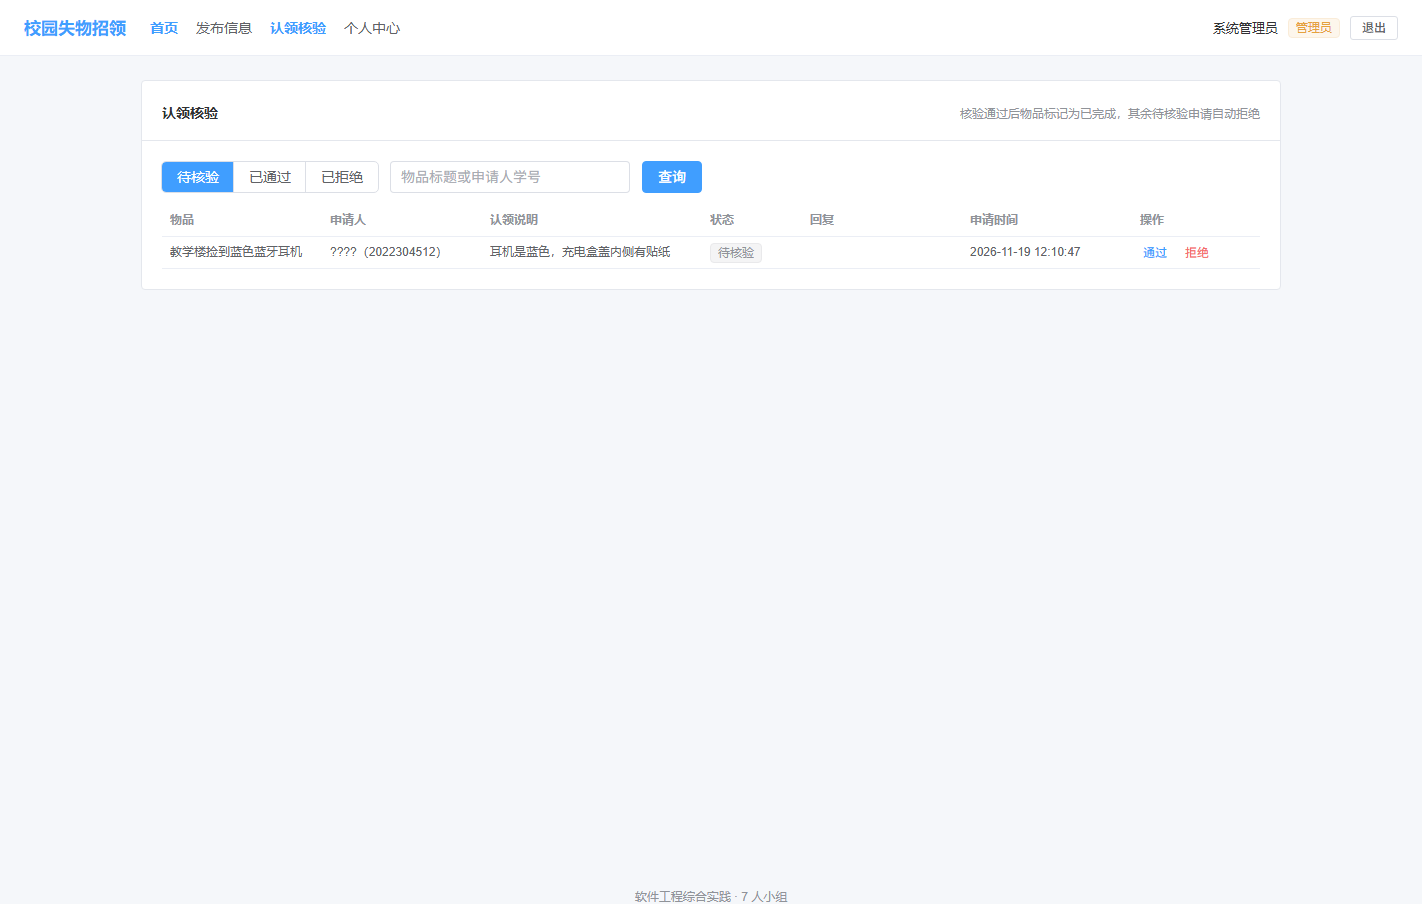 校园失物招领 首页 发布信息 认领核验 个人中心 系统管理员 管理员 退出
认领核验 核验通过后物品标记为已完成，其余待核验申请自动拒绝
待核验 已通过 已拒绝 物品标题或申请人学号 查询
物品 申请人 认领说明 状态 回复 申请时间 操作
教学楼捡到蓝色蓝牙耳机 ????（2022304512） 耳机是蓝色，充电盒盖内侧有贴纸 待核验 2026-11-19 12:10:47 通过 拒绝
软件工程综合实践 · 7 人小组